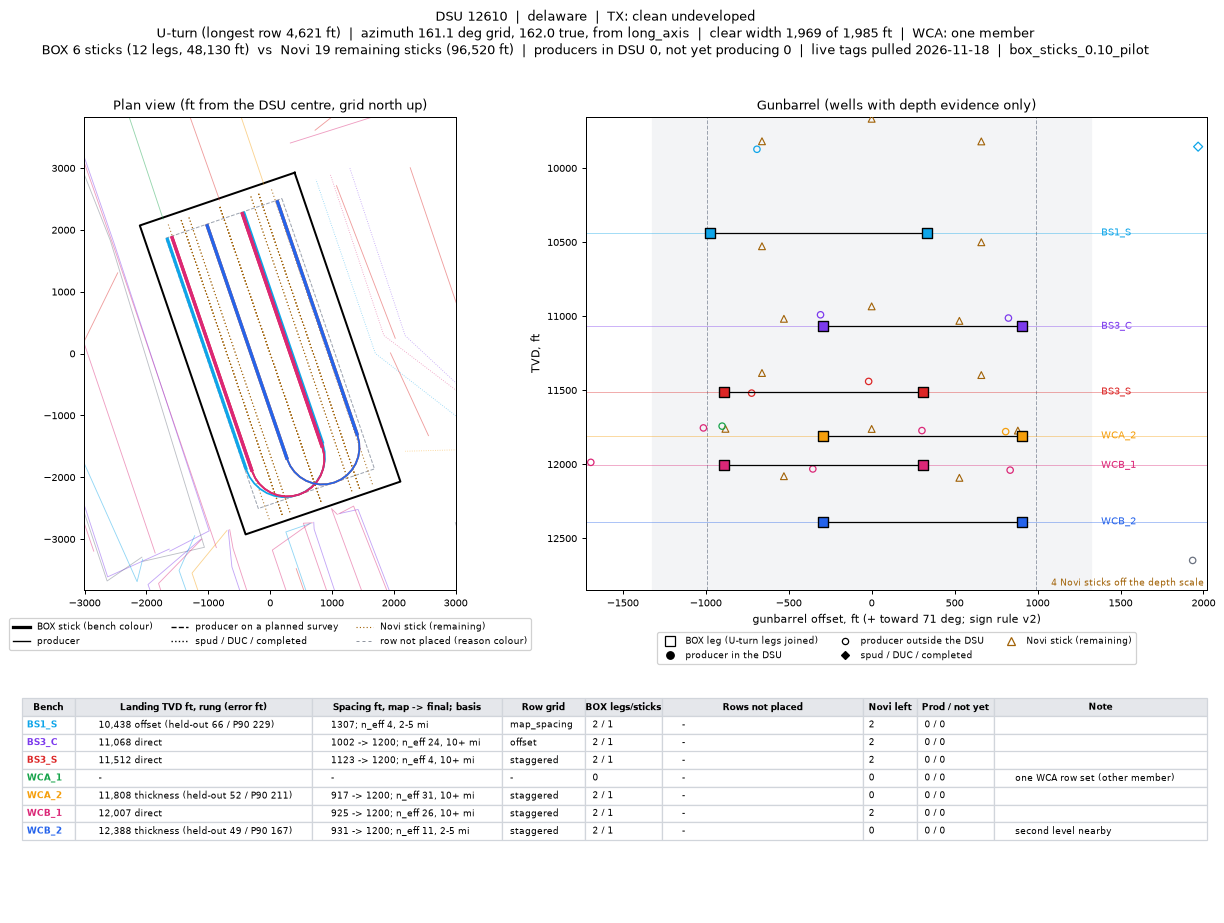 DSU 12610 | delaware | TX: clean undeveloped
U-turn (longest row 4,621 ft) | azimuth 161.1 deg grid, 162.0 true, from long_axis | clear width 1,969 of 1,985 ft | WCA: one member
BOX 6 sticks (12 legs, 48,130 ft) vs Novi 19 remaining sticks (96,520 ft) | producers in DSU 0, not yet producing 0 | live tags pulled 2026-11-18 | box_sticks_0.10_pilot
Plan view (ft from the DSU centre, grid north up)
3000
2000
1000
0
−1000
−2000
−3000
−3000 −2000 −1000 0 1000 2000 3000
BOX stick (bench colour) producer on a planned survey Novi stick (remaining)
producer spud / DUC / completed row not placed (reason colour)
Gunbarrel (wells with depth evidence only)
TVD, ft
10000
10500
11000
11500
12000
12500
BS1_S
BS3_C
BS3_S
WCA_2
WCB_1
WCB_2
4 Novi sticks off the depth scale
−1500 −1000 −500 0 500 1000 1500 2000
gunbarrel offset, ft (+ toward 71 deg; sign rule v2)
BOX leg (U-turn legs joined) producer outside the DSU Novi stick (remaining)
producer in the DSU spud / DUC / completed
Bench Landing TVD ft, rung (error ft) Spacing ft, map -> final; basis Row grid BOX legs/sticks Rows not placed Novi left Prod / not yet Note
BS1_S 10,438 offset (held-out 66 / P90 229) 1307; n_eff 4, 2-5 mi map_spacing 2 / 1 - 2 0 / 0
BS3_C 11,068 direct 1002 -> 1200; n_eff 24, 10+ mi offset 2 / 1 - 2 0 / 0
BS3_S 11,512 direct 1123 -> 1200; n_eff 4, 10+ mi staggered 2 / 1 - 2 0 / 0
WCA_1 - - - 0 - 0 0 / 0 one WCA row set (other member)
WCA_2 11,808 thickness (held-out 52 / P90 211) 917 -> 1200; n_eff 31, 10+ mi staggered 2 / 1 - 0 0 / 0
WCB_1 12,007 direct 925 -> 1200; n_eff 26, 10+ mi staggered 2 / 1 - 2 0 / 0
WCB_2 12,388 thickness (held-out 49 / P90 167) 931 -> 1200; n_eff 11, 2-5 mi staggered 2 / 1 - 0 0 / 0 second level nearby